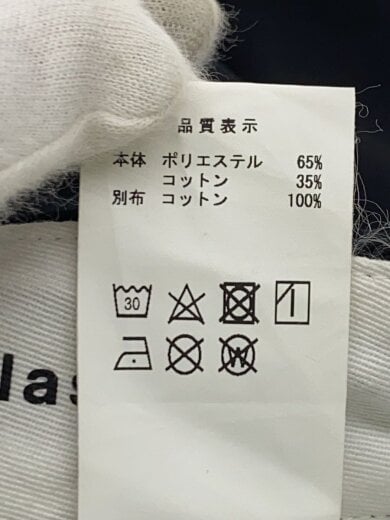 品質表示
本体 ポリエステル 65%
コットン 35%
別布 コットン 100%
30
W
las